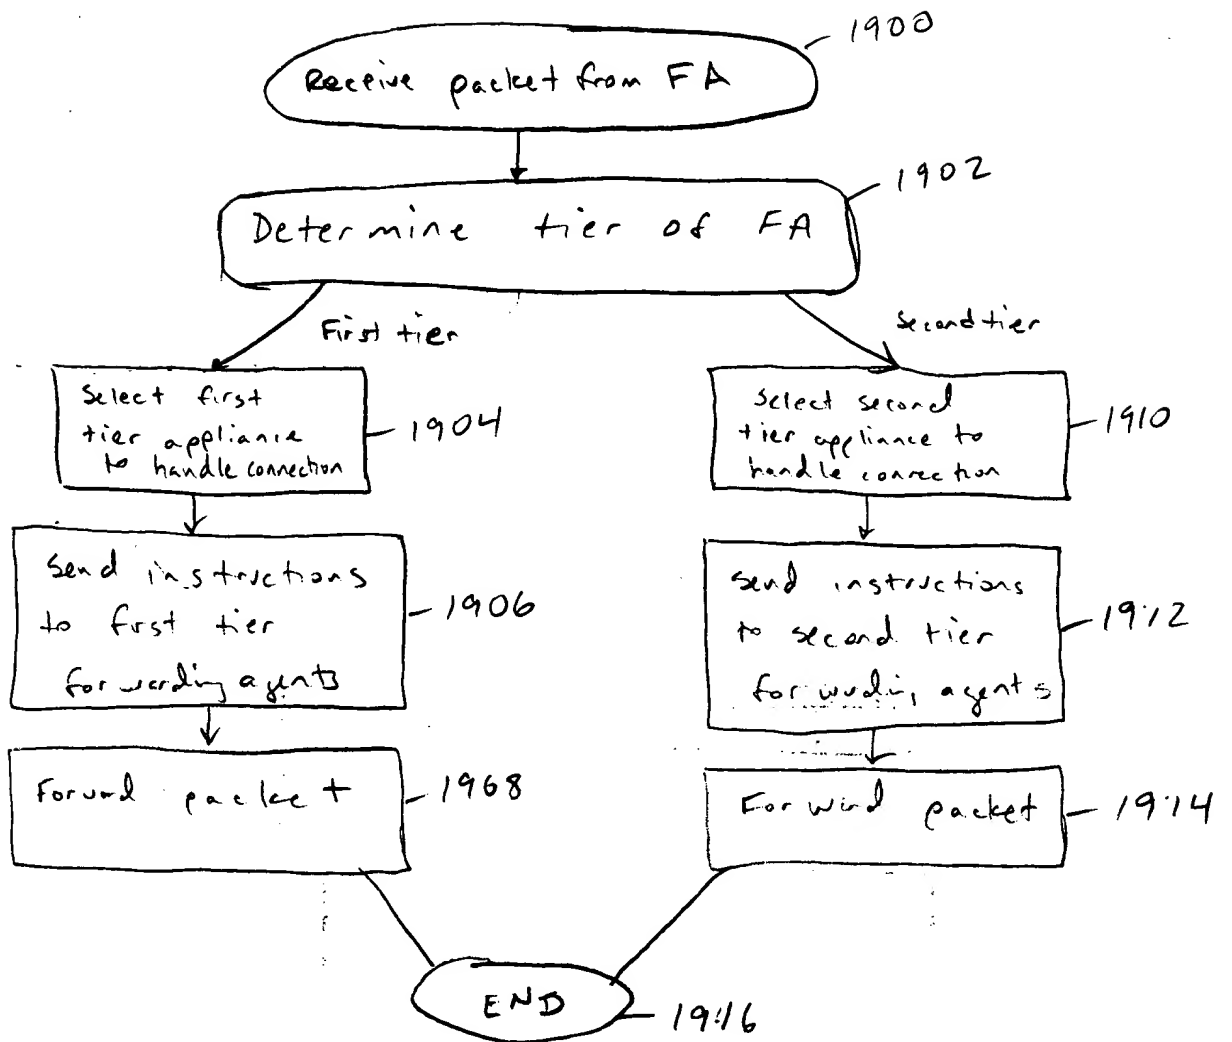 1900
Receive packet from FA
1902
Determine tier of FA
First tier
Second tier
Select first
tier appliance
to handle connection
1904
Select second
tier appliance to
handle connection
1910
Send instructions
to first tier
forwarding agents
1906
Send instructions
to second tier
forwarding agents
1912
Forward packet
1968
Forward packet
1914
END
1916